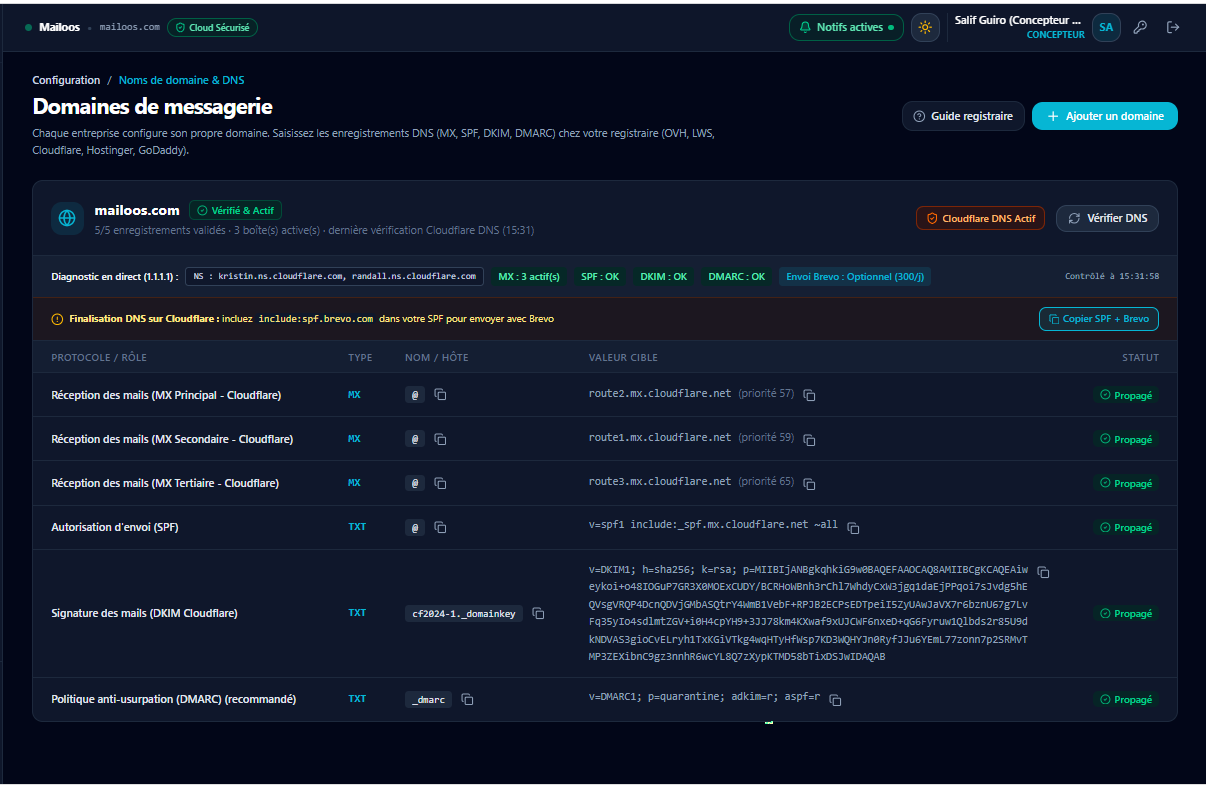 Mailoos • mailoos.com Cloud Sécurisé
Notifs actives
Salif Guiro (Concepteur ...
CONCEPTEUR
SA
Configuration / Noms de domaine & DNS
Domaines de messagerie
Chaque entreprise configure son propre domaine. Saisissez les enregistrements DNS (MX, SPF, DKIM, DMARC) chez votre registraire (OVH, LWS,
Cloudflare, Hostinger, GoDaddy).
Guide registraire
+ Ajouter un domaine
mailoos.com Vérifié & Actif
5/5 enregistrements validés · 3 boîte(s) active(s) · dernière vérification Cloudflare DNS (15:31)
Cloudflare DNS Actif
Vérifier DNS
Diagnostic en direct (1.1.1.1) : NS : kristin.ns.cloudflare.com, randall.ns.cloudflare.com MX : 3 actif(s) SPF : OK DKIM : OK DMARC : OK Envoi Brevo : Optionnel (300/j) Contrôlé à 15:31:58
Finalisation DNS sur Cloudflare : incluez include:spf.brevo.com dans votre SPF pour envoyer avec Brevo
Copier SPF + Brevo
PROTOCOLE / RÔLE TYPE NOM / HÔTE VALEUR CIBLE STATUT
Réception des mails (MX Principal - Cloudflare) MX @ route2.mx.cloudflare.net (priorité 57) Propagé
Réception des mails (MX Secondaire - Cloudflare) MX @ route1.mx.cloudflare.net (priorité 59) Propagé
Réception des mails (MX Tertiaire - Cloudflare) MX @ route3.mx.cloudflare.net (priorité 65) Propagé
Autorisation d'envoi (SPF) TXT @ v=spf1 include:_spf.mx.cloudflare.net ~all Propagé
Signature des mails (DKIM Cloudflare) TXT cf2024-1._domainkey Propagé
v=DKIM1; h=sha256; k=rsa; p=MIIBIjANBgkqhkiG9w0BAQEFAAOCAQ8AMIIBCgKCAQEAiw
eykoi+o48IOGuP7GR3X0MOExCUDY/BCRHoWBnh3rChl7WhdyCxW3jgq1daEjPPqoi7sJvdg5hE
QVsgVRQP4DcnQDVjGMbASQtrY4WmB1VebF+RPJB2ECPsEDTpeiI5ZyUAwJaVX7r6bznU67g7Lv
Fq35yIo4sdlmtZGV+i0H4cpYH9+3JJ78km4KXwaf9xUJCWF6nxeD+qG6Fyruw1Qlbds2r85U9d
kNDVAS3gioCvELryh1TxKGiVTkg4wqHTyHfWsp7KD3WQHYJn0RyfJJu6YEmL77zonn7p2SRMvT
MP3ZEXibnC9gz3nnhR6wcYL8Q7zXypKTMD58bTixDSJwIDAQAB
Politique anti-usurpation (DMARC) (recommandé) TXT _dmarc v=DMARC1; p=quarantine; adkim=r; aspf=r Propagé